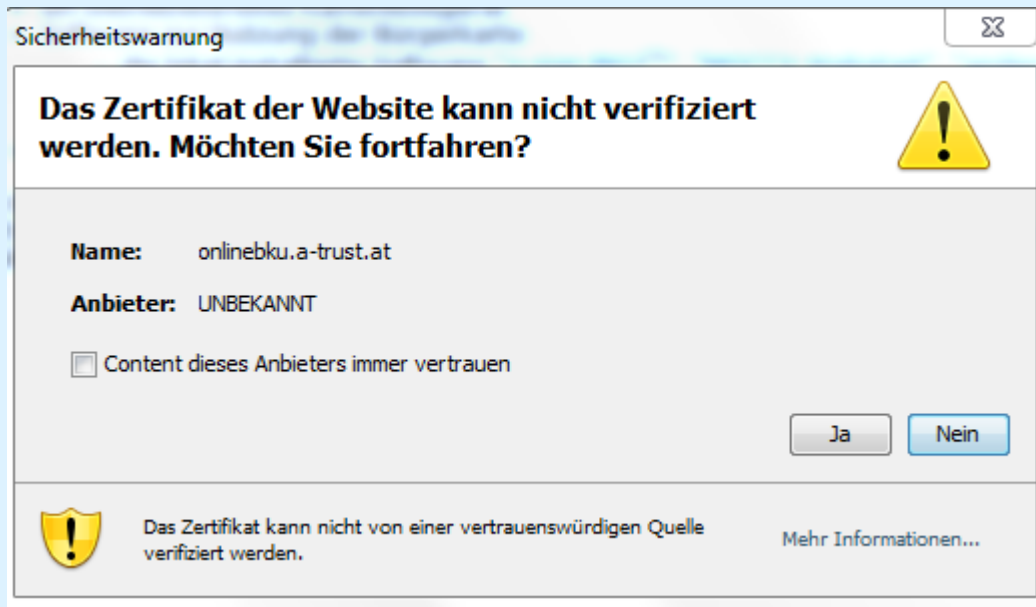 Sicherheitswarnung
Das Zertifikat der Website kann nicht verifiziert
werden. Möchten Sie fortfahren?
Name: onlinebku.a-trust.at
Anbieter: UNBEKANNT
Content dieses Anbieters immer vertrauen
Ja Nein
Das Zertifikat kann nicht von einer vertrauenswürdigen Quelle
verifiziert werden.
Mehr Informationen...